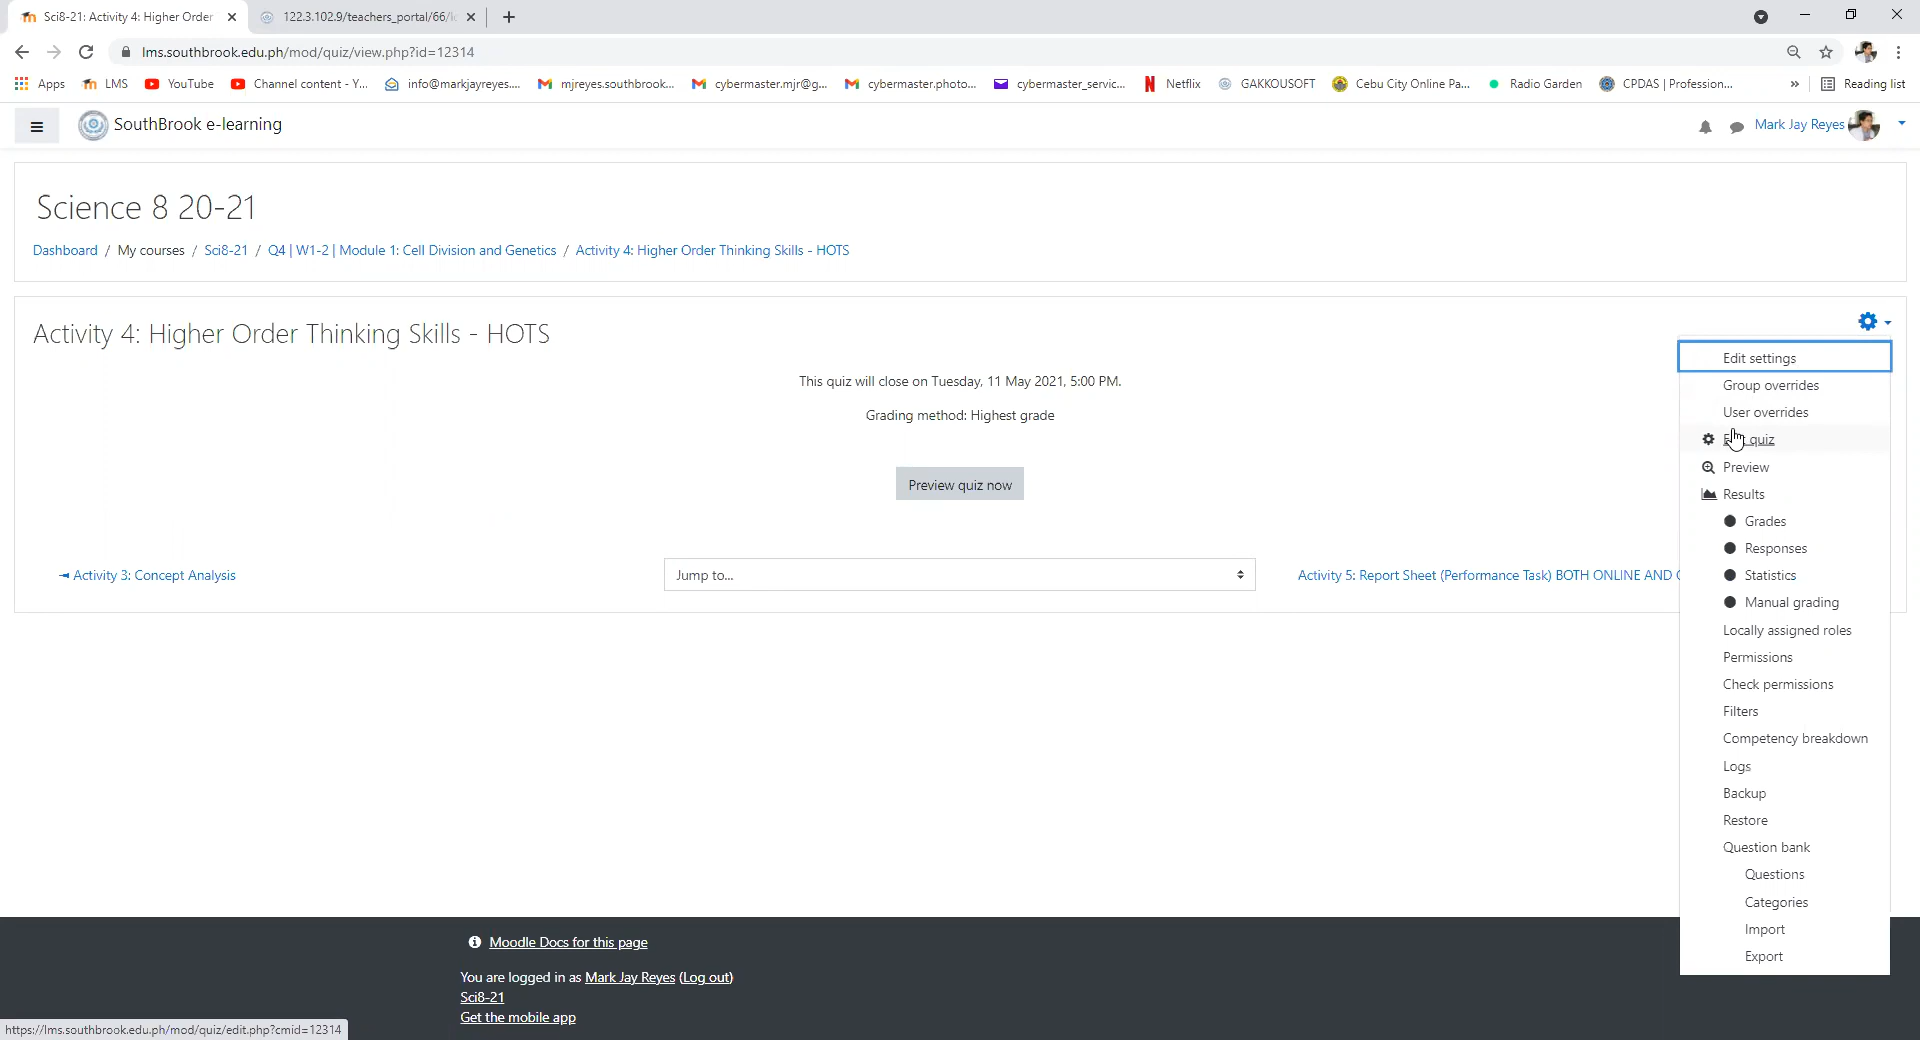 Sci8-21: Activity 4: Higher Order
122.3.102.9/teachers_portal/66/
lms.southbrook.edu.ph/mod/quiz/view.php?id=12314
Apps
LMS
YouTube
Channel content - Y...
info@markjayreyes....
mjreyes.southbrook...
cybermaster.mjr@g...
cybermaster.photo...
cybermaster_servic...
Netflix
GAKKOUSOFT
Cebu City Online Pa...
Radio Garden
CPDAS | Profession...
»
Reading list
SouthBrook e-learning
Mark Jay Reyes
Science 8 20-21
Dashboard / My courses / Sci8-21 / Q4 | W1-2 | Module 1: Cell Division and Genetics / Activity 4: Higher Order Thinking Skills - HOTS
Activity 4: Higher Order Thinking Skills - HOTS
This quiz will close on Tuesday, 11 May 2021, 5:00 PM.
Grading method: Highest grade
Preview quiz now
◄ Activity 3: Concept Analysis
Jump to...
Activity 5: Report Sheet (Performance Task) BOTH ONLINE AND
Edit settings
Group overrides
User overrides
quiz
Preview
Results
Grades
Responses
Statistics
Manual grading
Locally assigned roles
Permissions
Check permissions
Filters
Competency breakdown
Logs
Backup
Restore
Question bank
Questions
Categories
Import
Export
Moodle Docs for this page
You are logged in as Mark Jay Reyes (Log out)
Sci8-21
Get the mobile app
https://lms.southbrook.edu.ph/mod/quiz/edit.php?cmid=12314